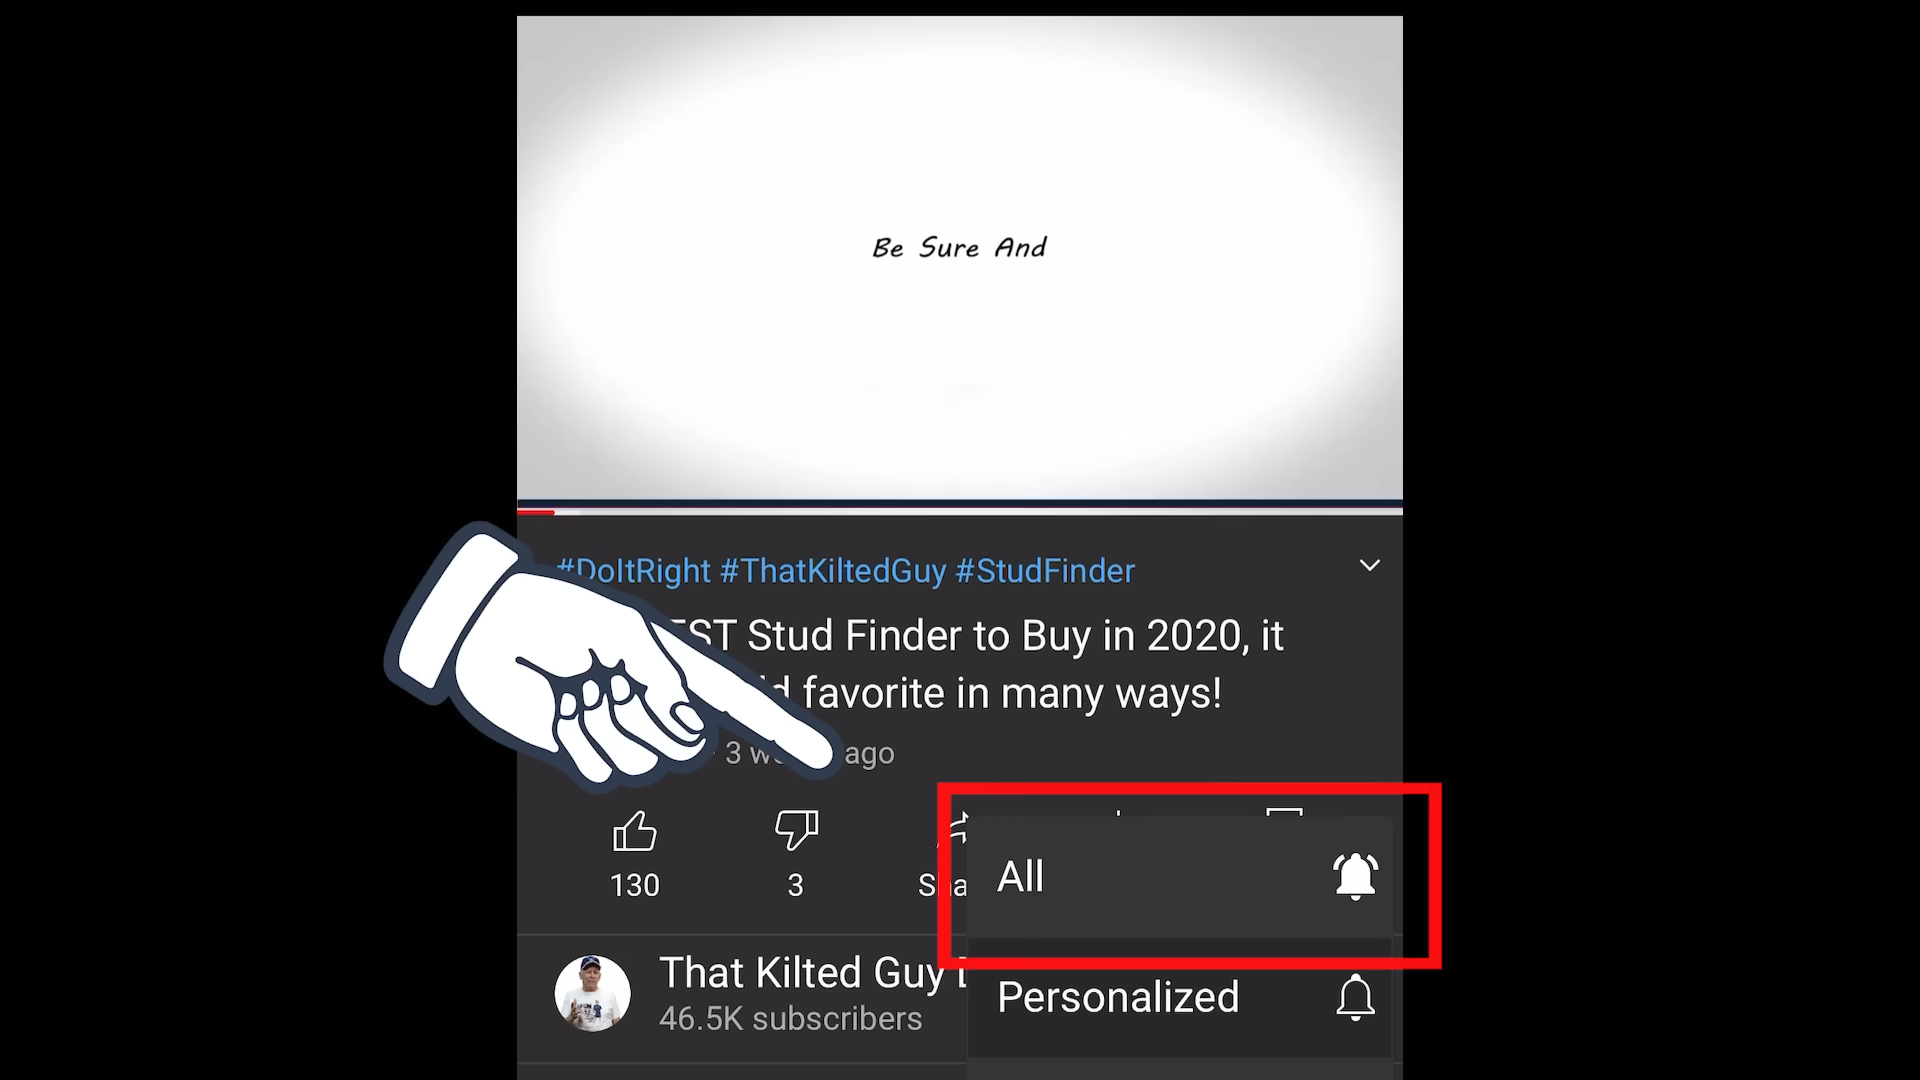 Be Sure And
#DoItRight #ThatKiltedGuy #StudFinder
Stud Finder to Buy in 2020, it
favorite in many ways!
3 ago
130
3
All
That Kilted Guy
46.5K subscribers
Personalized